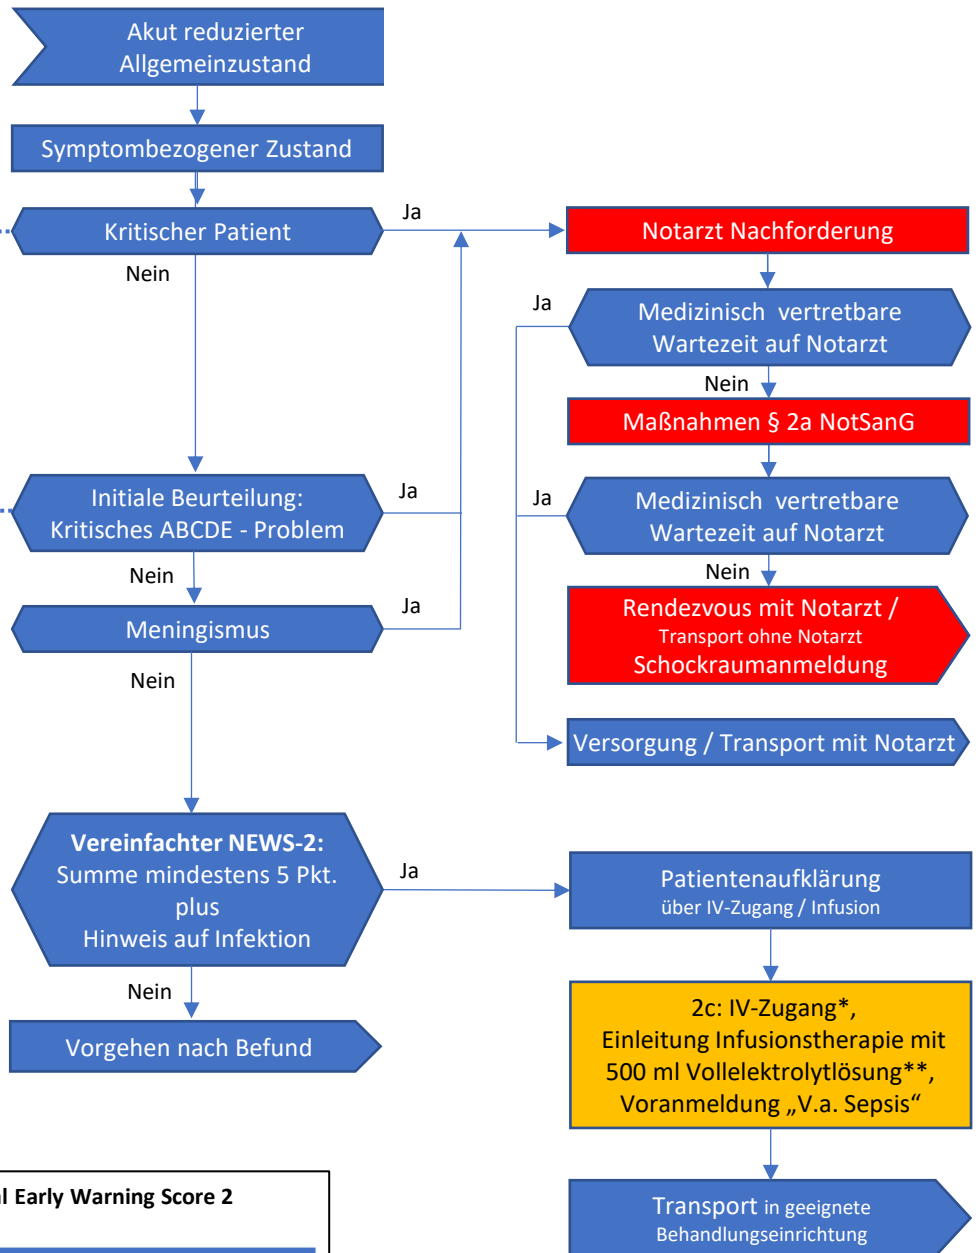 Akut reduzierter
Allgemeinzustand
Symptombezogener Zustand
Kritischer Patient
Ja
Nein
Notarzt Nachforderung
Ja
Medizinisch vertretbare
Wartezeit auf Notarzt
Nein
Maßnahmen § 2a NotSanG
Initiale Beurteilung:
Kritisches ABCDE - Problem
Ja
Nein
Ja
Medizinisch vertretbare
Wartezeit auf Notarzt
Nein
Meningismus
Ja
Nein
Rendezvous mit Notarzt /
Transport ohne Notarzt
Schockraumanmeldung
Versorgung / Transport mit Notarzt
Vereinfachter NEWS-2:
Summe mindestens 5 Pkt.
plus
Hinweis auf Infektion
Ja
Nein
Patientenaufklärung
über IV-Zugang / Infusion
Vorgehen nach Befund
2c: IV-Zugang*,
Einleitung Infusionstherapie mit
500 ml Vollelektrolytlösung**,
Voranmeldung „V.a. Sepsis“
Transport in geeignete
Behandlungseinrichtung
l Early Warning Score 2